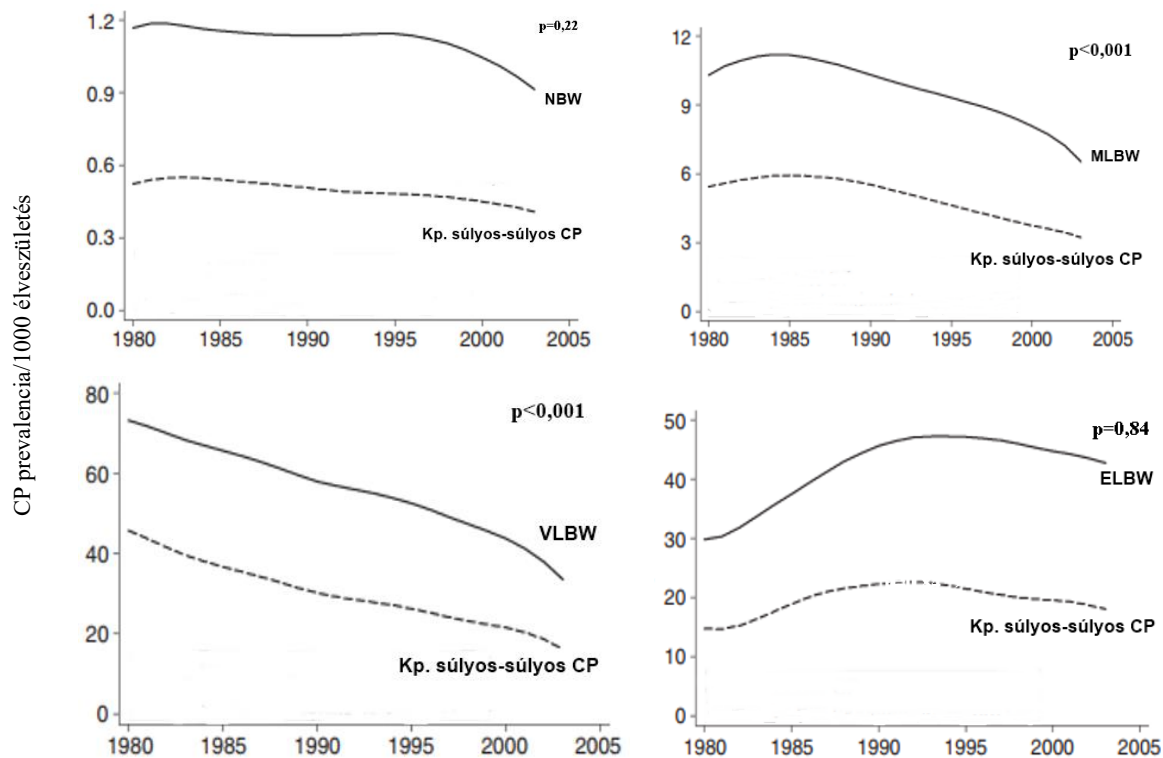 CP prevalencia/1000 élveszületés
1.2
0.9
0.6
0.3
0.0
p=0,22
NBW
Kp. súlyos-súlyos CP
1980 1985 1990 1995 2000 2005
12
9
6
3
0
p<0,001
MLBW
Kp. súlyos-súlyos CP
1980 1985 1990 1995 2000 2005
80
60
40
20
0
p<0,001
VLBW
Kp. súlyos-súlyos CP
1980 1985 1990 1995 2000 2005
50
40
30
20
10
0
p=0,84
ELBW
Kp. súlyos-súlyos CP
1980 1985 1990 1995 2000 2005